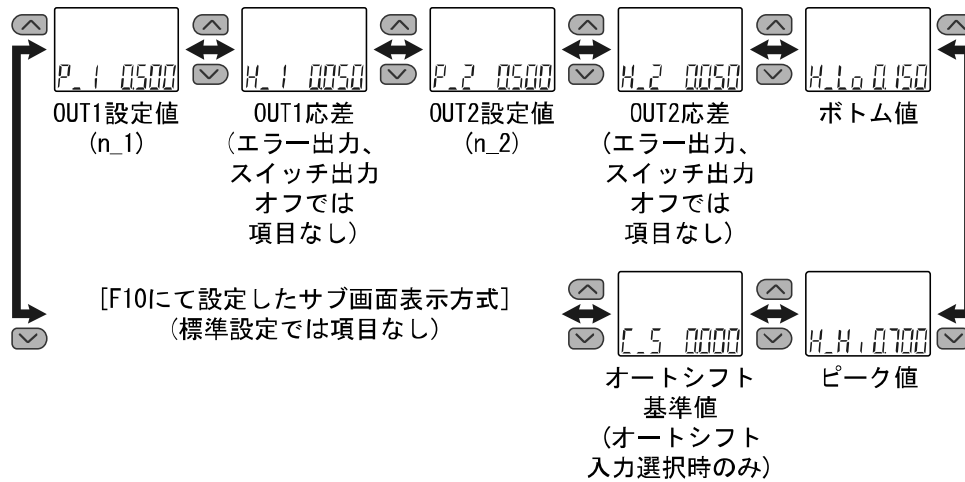 P_1 0.500
H_1 0.050
P_2 0.500
H_2 0.050
H_Lo 0.150
OUT1設定値
(n_1)
OUT1応差
(エラー出力、
スイッチ出力
オフでは
項目なし)
OUT2設定値
(n_2)
OUT2応差
(エラー出力、
スイッチ出力
オフでは
項目なし)
ボトム値
[F10にて設定したサブ画面表示方式]
(標準設定では項目なし)
C_S 0.000
H_Hi 0.700
オートシフト
基準値
(オートシフト
入力選択時のみ)
ピーク値